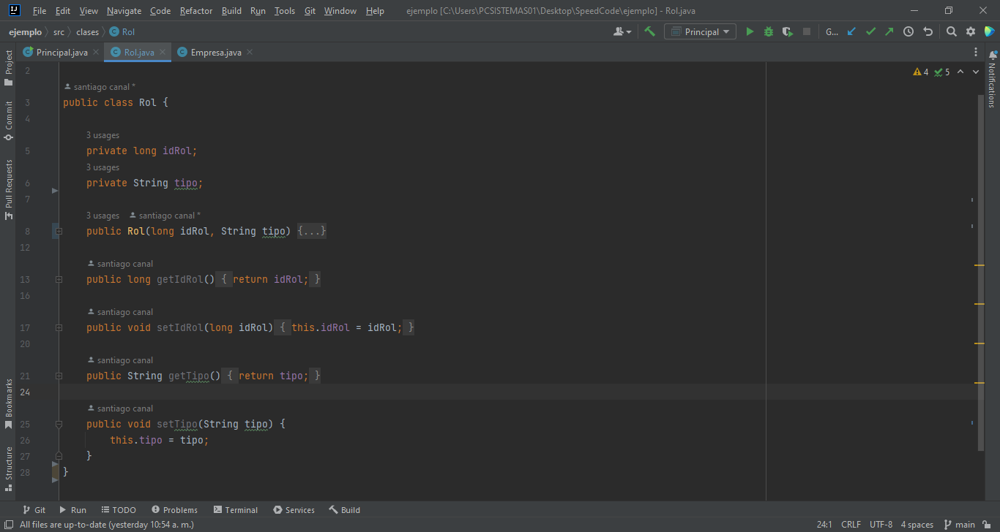 File Edit View Navigate Code Refactor Build Run Tools Git Window Help ejemplo [C:\Users\PCSISTEMAS01\Desktop\SpeedCode\ejemplo] - Rol.java
ejemplo src clases Rol Principal G...
Principal.java Rol.java Empresa.java
Project
Commit
Pull Requests
Bookmarks
Structure
Notifications
4 5
2
santiago canal *
3 public class Rol {
4
3 usages
5 private long idRol;
3 usages
6 private String tipo;
7
3 usages santiago canal *
8 public Rol(long idRol, String tipo) {...}
12
santiago canal
13 public long getIdRol() { return idRol; }
16
santiago canal
17 public void setIdRol(long idRol) { this.idRol = idRol; }
20
santiago canal
21 public String getTipo() { return tipo; }
24
santiago canal
25 public void setTipo(String tipo) {
26 this.tipo = tipo;
27 }
28 }
Git Run TODO Problems Terminal Services Build
All files are up-to-date (yesterday 10:54 a. m.) 24:1 CRLF UTF-8 4 spaces main